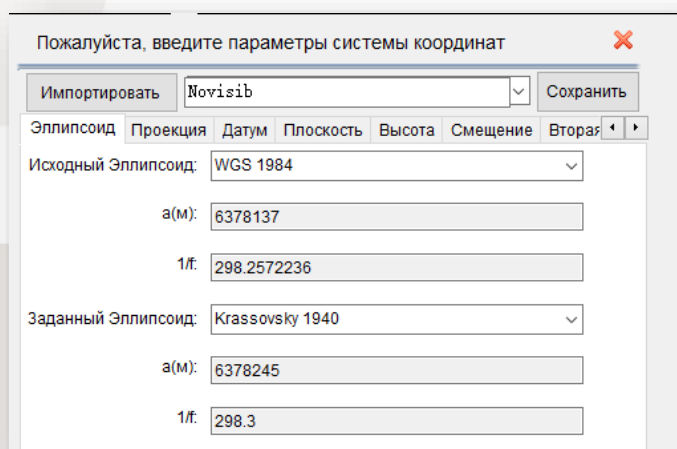 Пожалуйста, введите параметры системы координат
Импортировать Novisib Сохранить
Эллипсоид Проекция Датум Плоскость Высота Смещение Вторая
Исходный Эллипсоид: WGS 1984
a(м): 6378137
1/f: 298.2572236
Заданный Эллипсоид: Krassovsky 1940
a(м): 6378245
1/f: 298.3